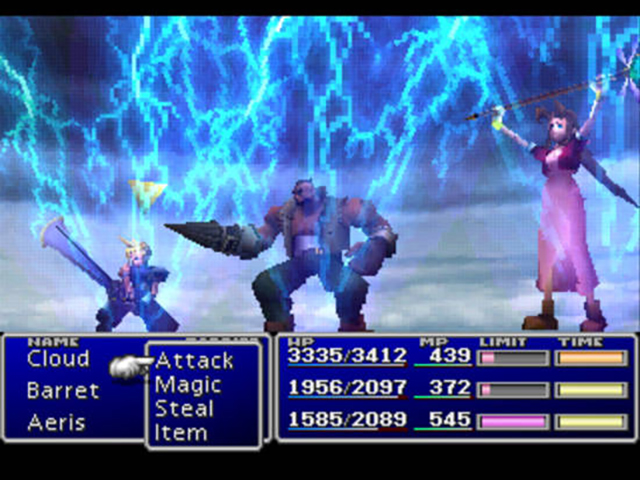 NAME HP MP LIMIT TIME
Cloud Attack 3335/3412 439
Magic
Barret 1956/2097 372
Steal
Aeris 1585/2089 545
Item